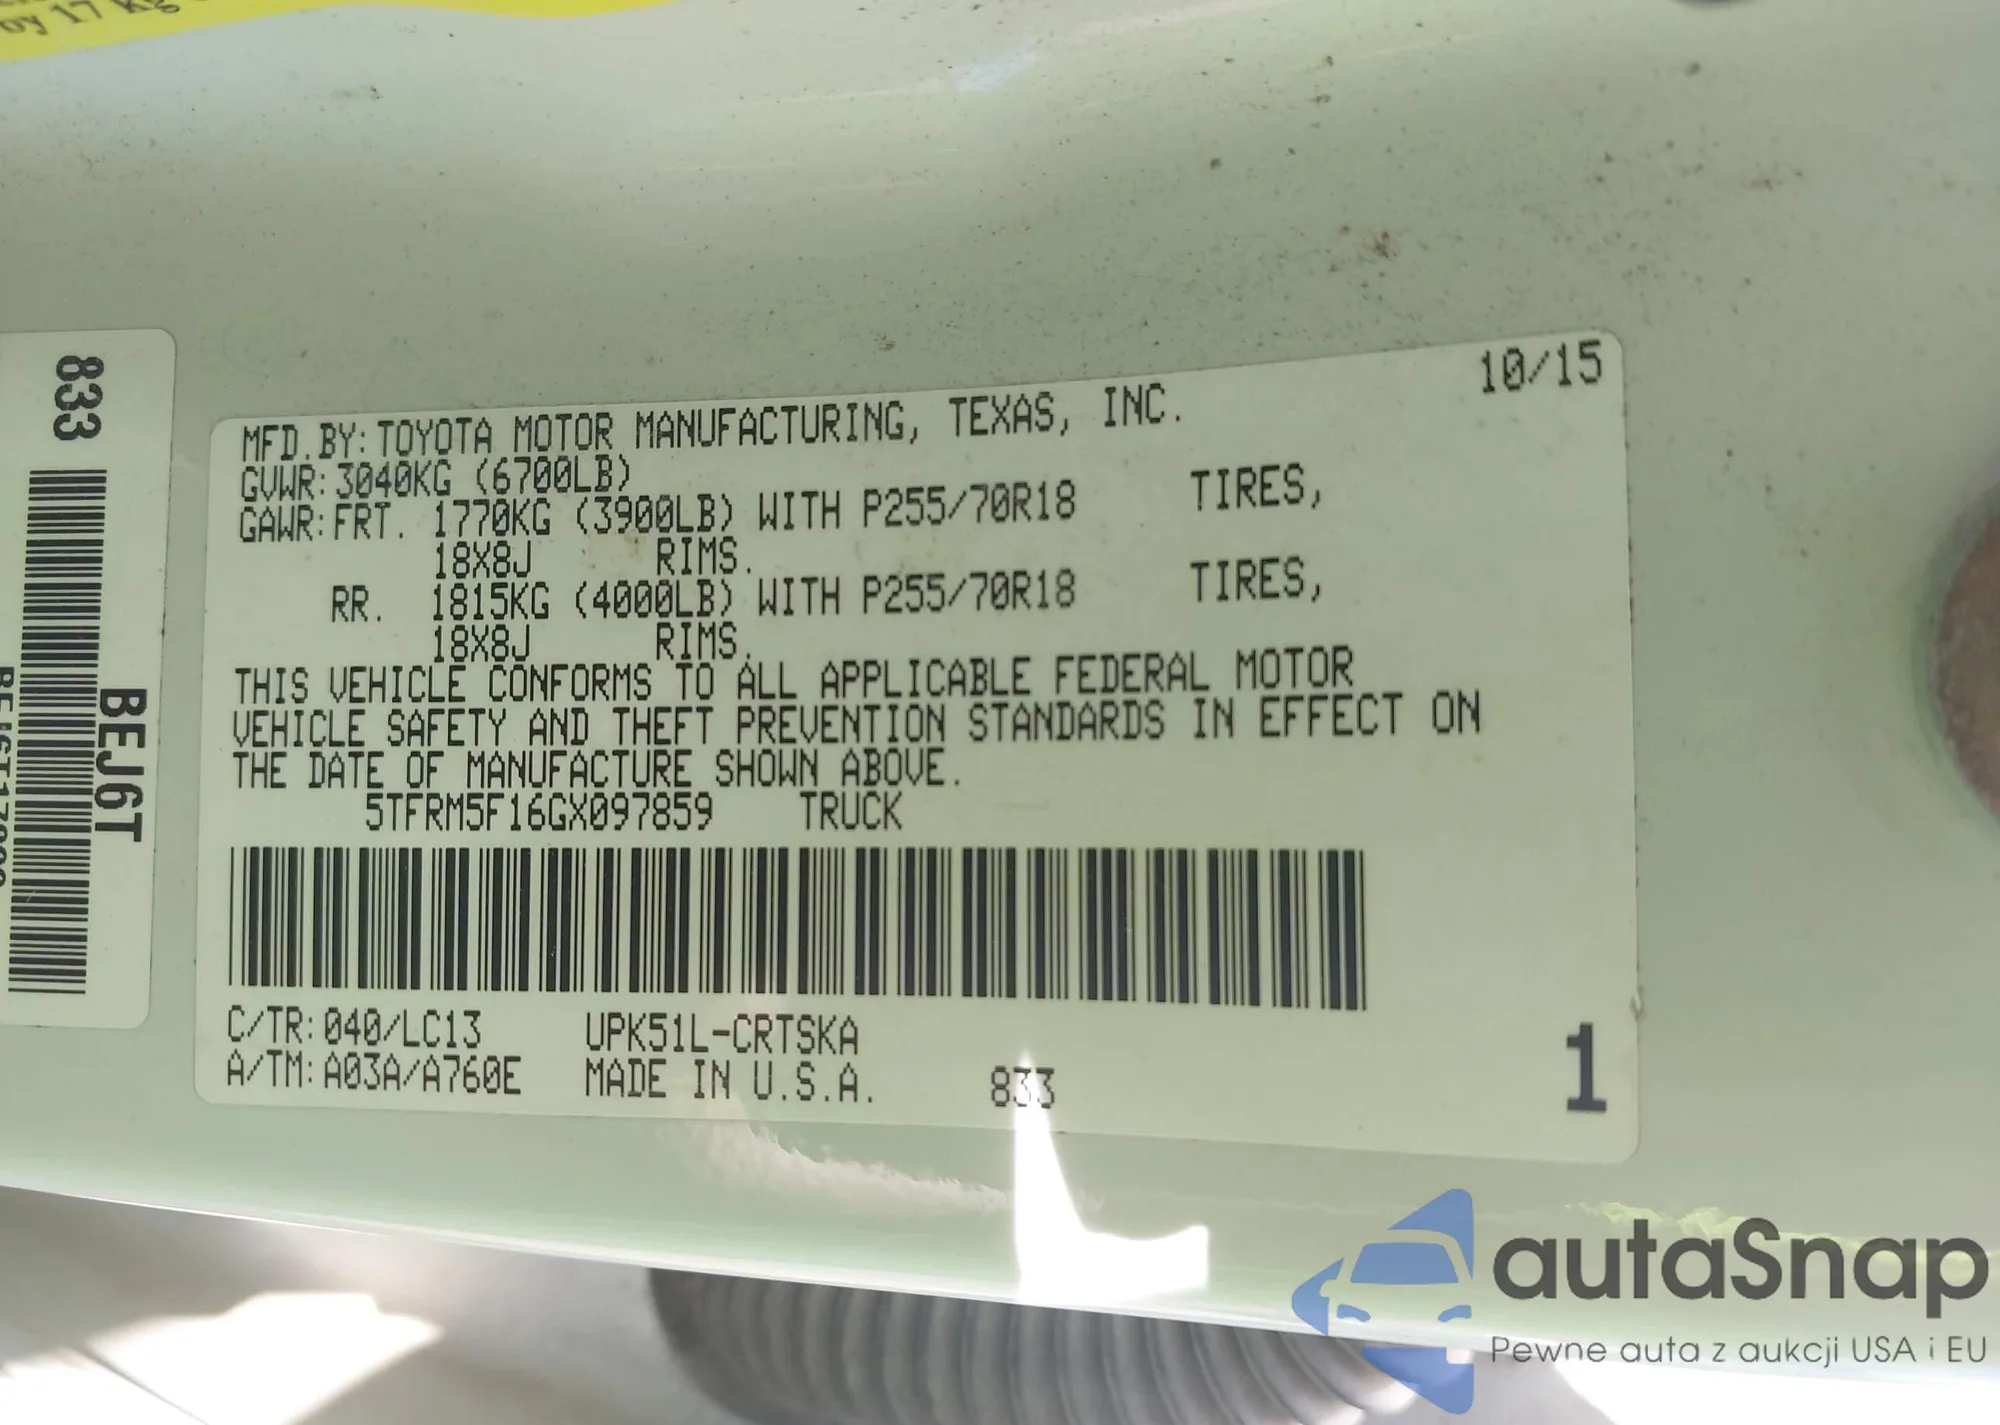 by 17 kg
833
BEJ6T
10/15
MFD.BY:TOYOTA MOTOR MANUFACTURING, TEXAS, INC.
GVWR:3040KG (6700LB)
GAWR:FRT. 1770KG (3900LB) WITH P255/70R18 TIRES,
18X8J RIMS.
RR. 1815KG (4000LB) WITH P255/70R18 TIRES,
18X8J RIMS.
THIS VEHICLE CONFORMS TO ALL APPLICABLE FEDERAL MOTOR
VEHICLE SAFETY AND THEFT PREVENTION STANDARDS IN EFFECT ON
THE DATE OF MANUFACTURE SHOWN ABOVE.
5TFRM5F16GX097859 TRUCK
C/TR:040/LC13 UPK51L-CRTSKA
A/TM:A03A/A760E MADE IN U.S.A. 833
1
autaSnap
Pewne auta z aukcji USA i EU